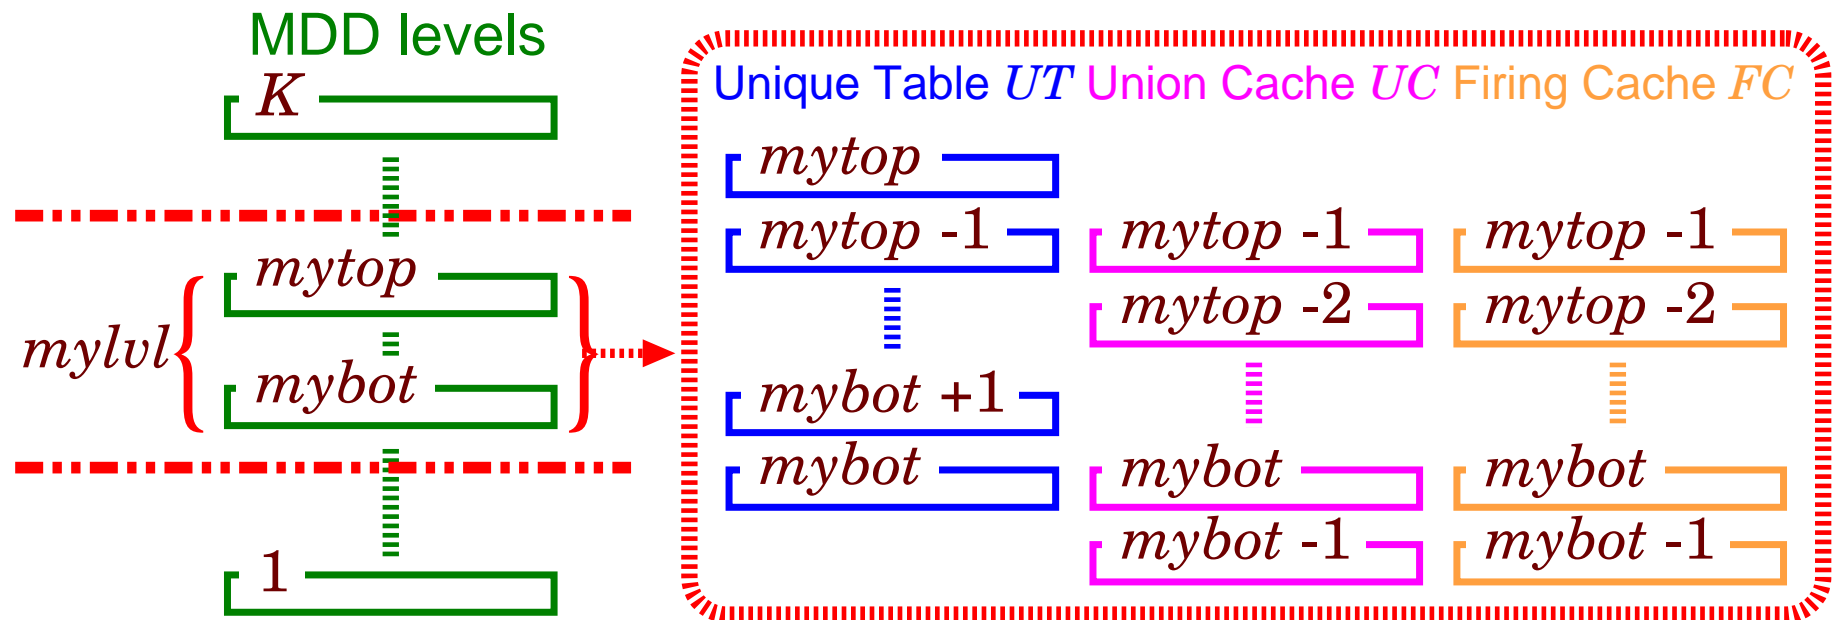 MDD levels
K
mytop
mylvl
mybot
1
Unique Table UT
mytop
mytop -1
mybot +1
mybot
Union Cache UC
mytop -1
mytop -2
mybot
mybot -1
Firing Cache FC
mytop -1
mytop -2
mybot
mybot -1